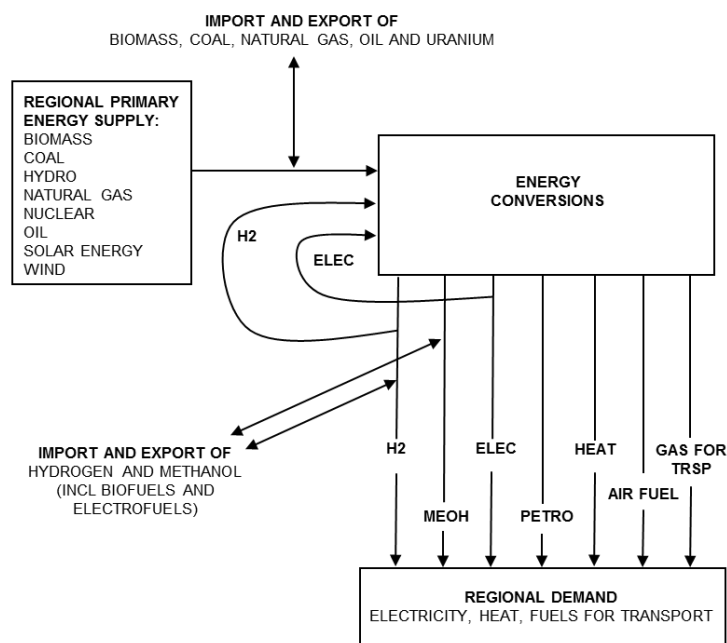 IMPORT AND EXPORT OF
BIOMASS, COAL, NATURAL GAS, OIL AND URANIUM
REGIONAL PRIMARY
ENERGY SUPPLY:
BIOMASS
COAL
HYDRO
NATURAL GAS
NUCLEAR
OIL
SOLAR ENERGY
WIND
ENERGY
CONVERSIONS
H2
ELEC
IMPORT AND EXPORT OF
HYDROGEN AND METHANOL
(INCL BIOFUELS AND
ELECTROFUELS)
H2
MEOH
ELEC
PETRO
HEAT
AIR FUEL
GAS FOR
TRSP
REGIONAL DEMAND
ELECTRICITY, HEAT, FUELS FOR TRANSPORT